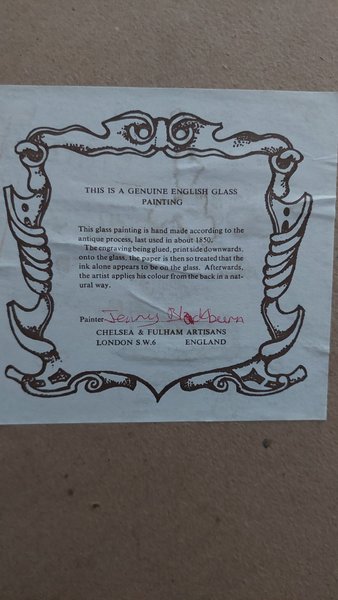 THIS IS A GENUINE ENGLISH GLASS
PAINTING
This glass painting is hand made according to the
antique process, last used in about 1850.
The engraving being glued, print side downwards,
onto the glass, the paper is then so treated that the
ink alone appears to be on the glass. Afterwards,
the artist applies his colour from the back in a nat-
ural way.
Painter Jenny Blackburn
CHELSEA & FULHAM ARTISANS
LONDON S.W.6 ENGLAND